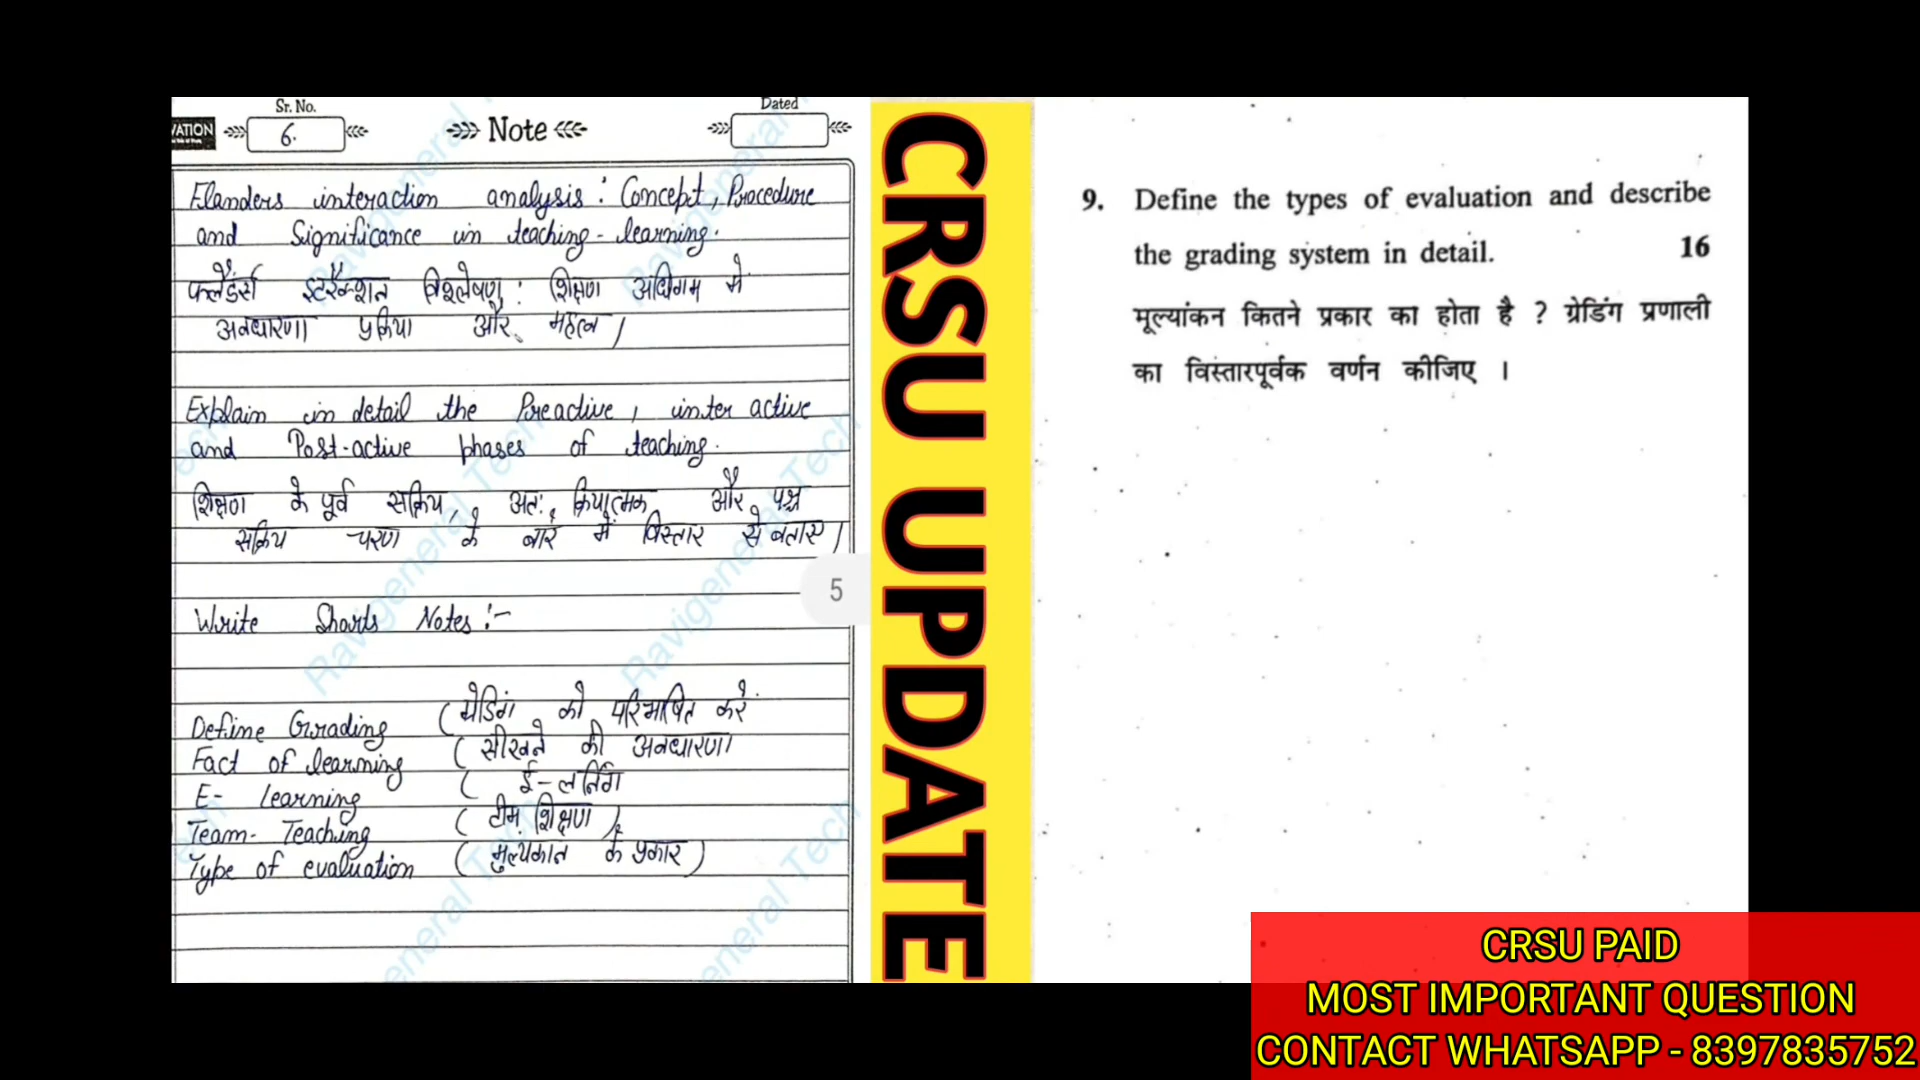 Sr. No.
Dated
VATION
6.
Note
Flanders interaction analysis : Concept, Procedure
and Significance in teaching-learning.
फ्लैंडर्स इंटरैक्शन विश्लेषण : शिक्षण अधिगम में
अवधारणा प्रक्रिया और महत्व |
Explain in detail the Preactive, inter active
and Post-active phases of teaching.
शिक्षण के पूर्व सक्रिय, अतः क्रियात्मक और पश्च
सक्रिय चरण के बारे में विस्तार से बताए |
5
Write Shorts Notes :-
Define Grading ( ग्रेडिंग को परिभाषित करे.
Fact of learning ( सीखने की अवधारणा
E- learning ( ई-लर्निंग
Team- Teaching ( टीम शिक्षण )
Type of evaluation ( मुल्यकान के प्रकार )
Ravigeneral Tech
CRSU UPDATE
9. Define the types of evaluation and describe
the grading system in detail. 16
मूल्यांकन कितने प्रकार का होता है ? ग्रेडिंग प्रणाली
का विस्तारपूर्वक वर्णन कीजिए ।
CRSU PAID
MOST IMPORTANT QUESTION
CONTACT WHATSAPP - 8397835752